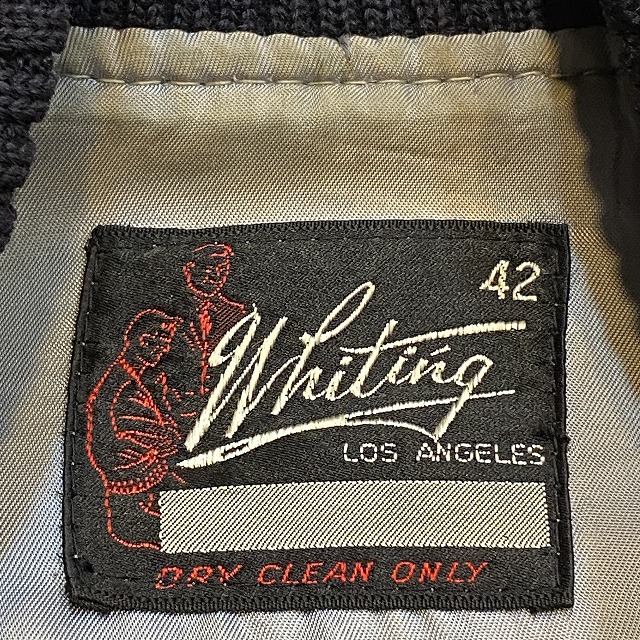 42
Whiting
LOS ANGELES
DRY CLEAN ONLY